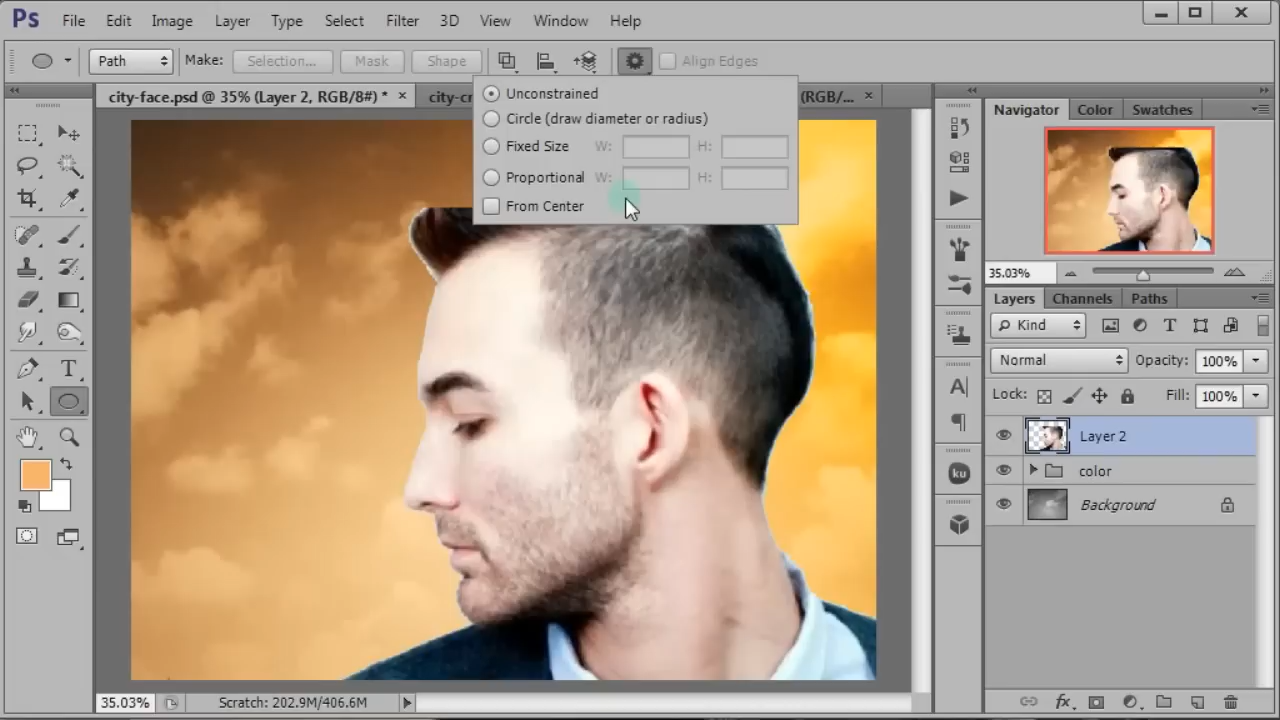 Ps File Edit Image Layer Type Select Filter 3D View Window Help
Path Make: Selection... Mask Shape Align Edges
city-face.psd @ 35% (Layer 2, RGB/8#) * × city-cr (RGB/... ×
Unconstrained
Circle (draw diameter or radius)
Fixed Size W: H:
Proportional W: H:
From Center
Navigator Color Swatches
35.03%
Layers Channels Paths
Kind
Normal Opacity: 100%
Lock: Fill: 100%
Layer 2
color
Background
35.03% Scratch: 202.9M/406.6M